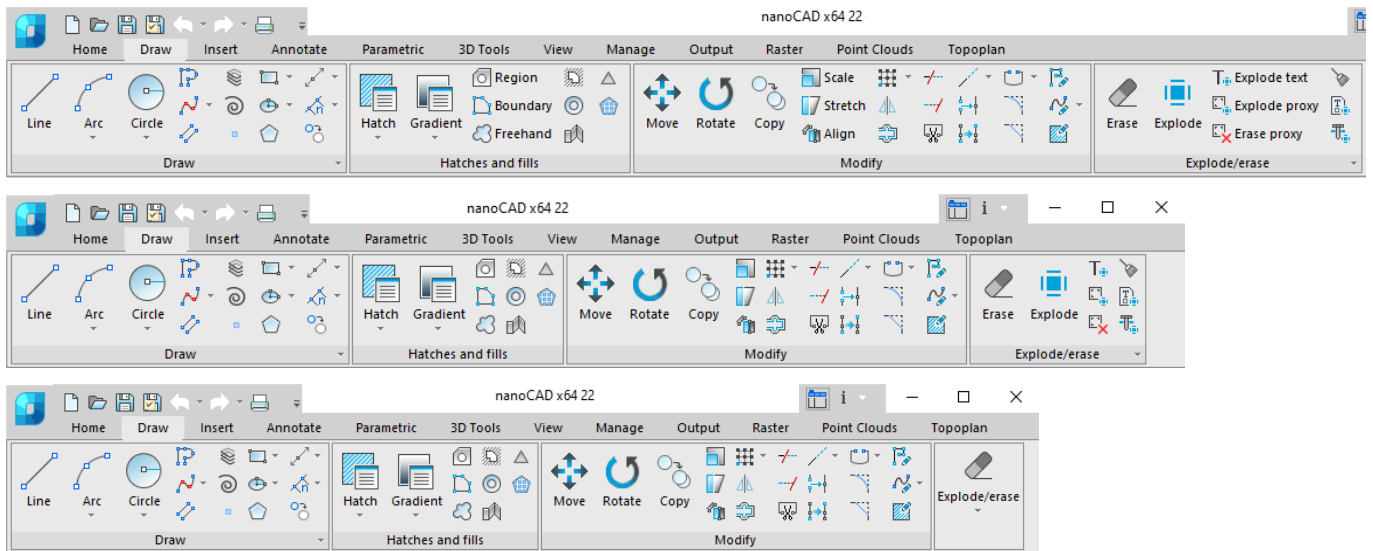 nanoCAD x64 22
Home Draw Insert Annotate Parametric 3D Tools View Manage Output Raster Point Clouds Topoplan
Region Scale Explode text
Boundary Stretch Explode proxy
Line Arc Circle Hatch Gradient Move Rotate Copy Erase Explode
Freehand Align Erase proxy
Draw Hatches and fills Modify Explode/erase
nanoCAD x64 22
Home Draw Insert Annotate Parametric 3D Tools View Manage Output Raster Point Clouds Topoplan
Line Arc Circle Hatch Gradient Move Rotate Copy Erase Explode
Draw Hatches and fills Modify Explode/erase
nanoCAD x64 22
Home Draw Insert Annotate Parametric 3D Tools View Manage Output Raster Point Clouds Topoplan
Line Arc Circle Hatch Gradient Move Rotate Copy Explode/erase
Draw Hatches and fills Modify